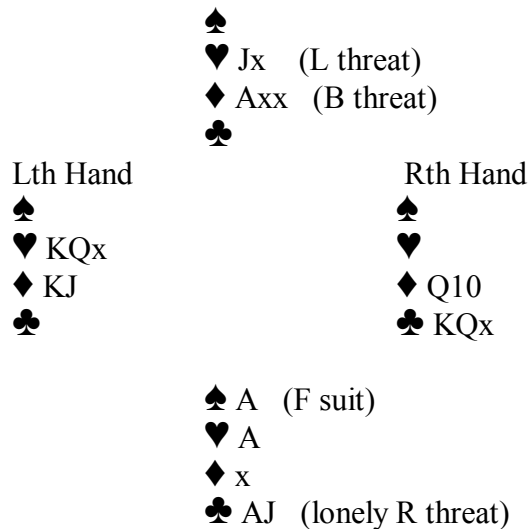 ♠
♥ Jx (L threat)
♦ Axx (B threat)
♣
Lth Hand Rth Hand
♠ ♠
♥ KQx ♥
♦ KJ ♦ Q10
♣ ♣ KQx
♠ A (F suit)
♥ A
♦ x
♣ AJ (lonely R threat)